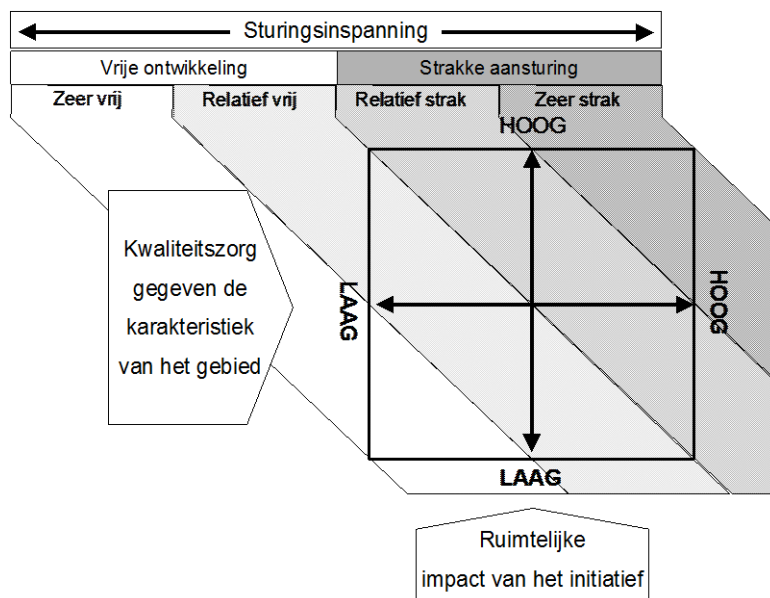 Sturingsinspanning
Vrije ontwikkeling Strakke aansturing
Zeer vrij Relatief vrij Relatief strak Zeer strak
HOOG
Kwaliteitszorg
gegeven de
karakteristiek
van het gebied
LAAG
HOOG
LAAG
Ruimtelijke
impact van het initiatief